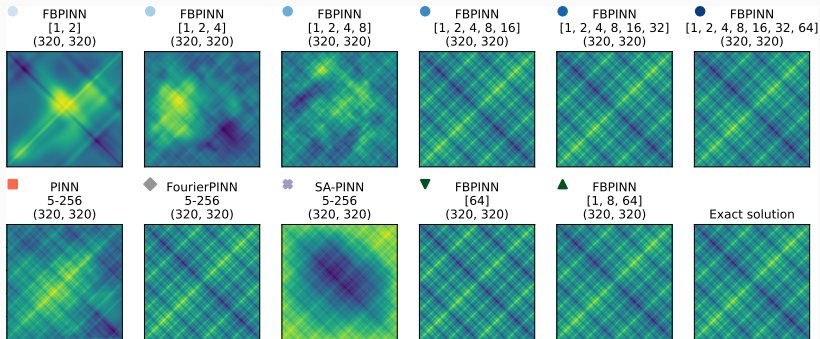 FBPINN
[1, 2]
(320, 320)
FBPINN
[1, 2, 4]
(320, 320)
FBPINN
[1, 2, 4, 8]
(320, 320)
FBPINN
[1, 2, 4, 8, 16]
(320, 320)
FBPINN
[1, 2, 4, 8, 16, 32]
(320, 320)
FBPINN
[1, 2, 4, 8, 16, 32, 64]
(320, 320)
PINN
5-256
(320, 320)
FourierPINN
5-256
(320, 320)
SA-PINN
5-256
(320, 320)
FBPINN
[64]
(320, 320)
FBPINN
[1, 8, 64]
(320, 320)
Exact solution